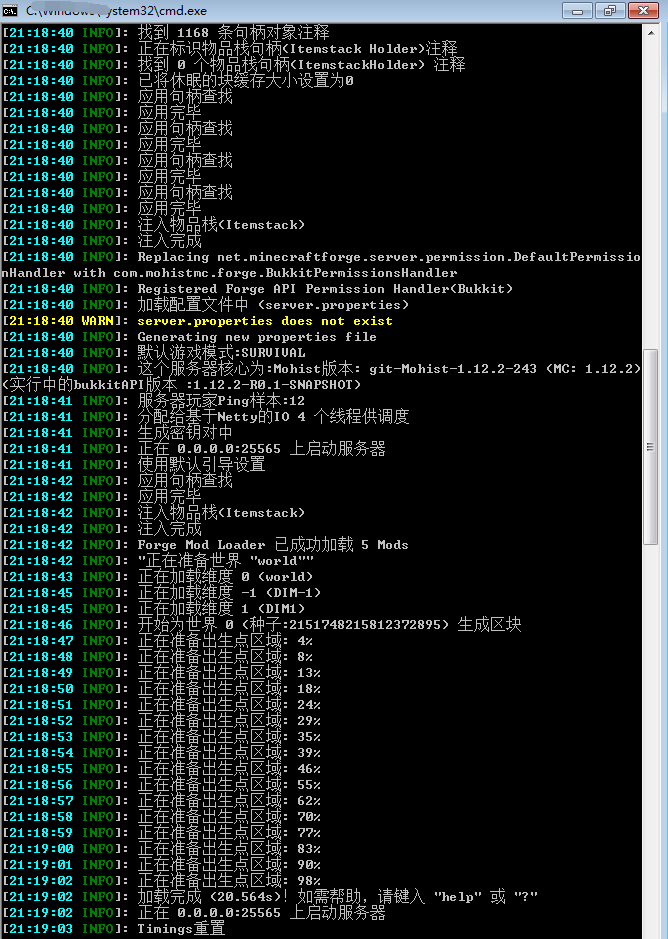 C:\Windows\system32\cmd.exe
[21:18:40 INFO]: 找到 1168 条句柄对象注释
[21:18:40 INFO]: 正在标识物品栈句柄(Itemstack Holder)注释
[21:18:40 INFO]: 找到 0 个物品栈句柄(ItemstackHolder) 注释
[21:18:40 INFO]: 已将休眠的块缓存大小设置为0
[21:18:40 INFO]: 应用句柄查找
[21:18:40 INFO]: 应用完毕
[21:18:40 INFO]: 应用句柄查找
[21:18:40 INFO]: 应用完毕
[21:18:40 INFO]: 应用句柄查找
[21:18:40 INFO]: 应用完毕
[21:18:40 INFO]: 应用句柄查找
[21:18:40 INFO]: 应用完毕
[21:18:40 INFO]: 注入物品栈(Itemstack)
[21:18:40 INFO]: 注入完成
[21:18:40 INFO]: Replacing net.minecraftforge.server.permission.DefaultPermissio
nHandler with com.mohistmc.forge.BukkitPermissionsHandler
[21:18:40 INFO]: Registered Forge API Permission Handler(Bukkit)
[21:18:40 INFO]: 加载配置文件中 (server.properties)
[21:18:40 WARN]: server.properties does not exist
[21:18:40 INFO]: Generating new properties file
[21:18:40 INFO]: 默认游戏模式:SURVIVAL
[21:18:40 INFO]: 这个服务器核心为:Mohist版本: git-Mohist-1.12.2-243 (MC: 1.12.2)
(实行中的bukkitAPI版本 :1.12.2-R0.1-SNAPSHOT)
[21:18:41 INFO]: 服务器玩家Ping样本:12
[21:18:41 INFO]: 分配给基于Netty的IO 4 个线程供调度
[21:18:41 INFO]: 生成密钥对中
[21:18:41 INFO]: 正在 0.0.0.0:25565 上启动服务器
[21:18:41 INFO]: 使用默认引导设置
[21:18:42 INFO]: 应用句柄查找
[21:18:42 INFO]: 应用完毕
[21:18:42 INFO]: 注入物品栈(Itemstack)
[21:18:42 INFO]: 注入完成
[21:18:42 INFO]: Forge Mod Loader 已成功加载 5 Mods
[21:18:42 INFO]: "正在准备世界 "world""
[21:18:43 INFO]: 正在加载维度 0 (world)
[21:18:45 INFO]: 正在加载维度 -1 (DIM-1)
[21:18:45 INFO]: 正在加载维度 1 (DIM1)
[21:18:46 INFO]: 开始为世界 0 (种子:2151748215812372895) 生成区块
[21:18:47 INFO]: 正在准备出生点区域: 4%
[21:18:48 INFO]: 正在准备出生点区域: 8%
[21:18:49 INFO]: 正在准备出生点区域: 13%
[21:18:50 INFO]: 正在准备出生点区域: 18%
[21:18:51 INFO]: 正在准备出生点区域: 24%
[21:18:52 INFO]: 正在准备出生点区域: 29%
[21:18:53 INFO]: 正在准备出生点区域: 35%
[21:18:54 INFO]: 正在准备出生点区域: 39%
[21:18:55 INFO]: 正在准备出生点区域: 46%
[21:18:56 INFO]: 正在准备出生点区域: 55%
[21:18:57 INFO]: 正在准备出生点区域: 62%
[21:18:58 INFO]: 正在准备出生点区域: 70%
[21:18:59 INFO]: 正在准备出生点区域: 77%
[21:19:00 INFO]: 正在准备出生点区域: 83%
[21:19:01 INFO]: 正在准备出生点区域: 90%
[21:19:02 INFO]: 正在准备出生点区域: 98%
[21:19:02 INFO]: 加载完成 (20.564s)! 如需帮助, 请键入 "help" 或 "?"
[21:19:02 INFO]: 正在 0.0.0.0:25565 上启动服务器
[21:19:03 INFO]: Timings重置